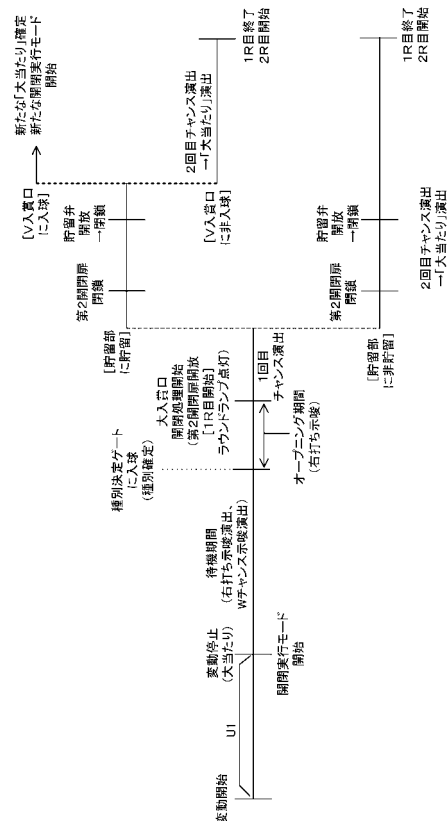 変動開始
U1
変動停止
(大当たり)
開閉実行モード
開始
待機期間
(右打ち示唆演出、
Wチャンス示唆演出)
種別決定ゲート
に入球
(種別確定)
オープニング期間
(右打ち示唆)
大入賞口
開閉処理開始
(第2開閉扉開放)
[1R目開始]
ラウンドランプ点灯
1回目
チャンス演出
[貯留部
に貯留]
第2開閉扉
閉鎖
貯留弁
開放
→閉鎖
[V入賞口
に入球]
新たな「大当たり」確定
新たな開閉実行モード
開始
[V入賞口
に非入球]
2回目チャンス演出
→「大当たり」演出
1R目終了
2R目開始
[貯留部
に非貯留]
第2開閉扉
閉鎖
貯留弁
開放
→閉鎖
2回目チャンス演出
→「大当たり」演出
1R目終了
2R目開始